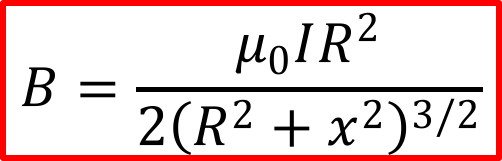 B = μ₀IR² / 2(R² + x²)³/²